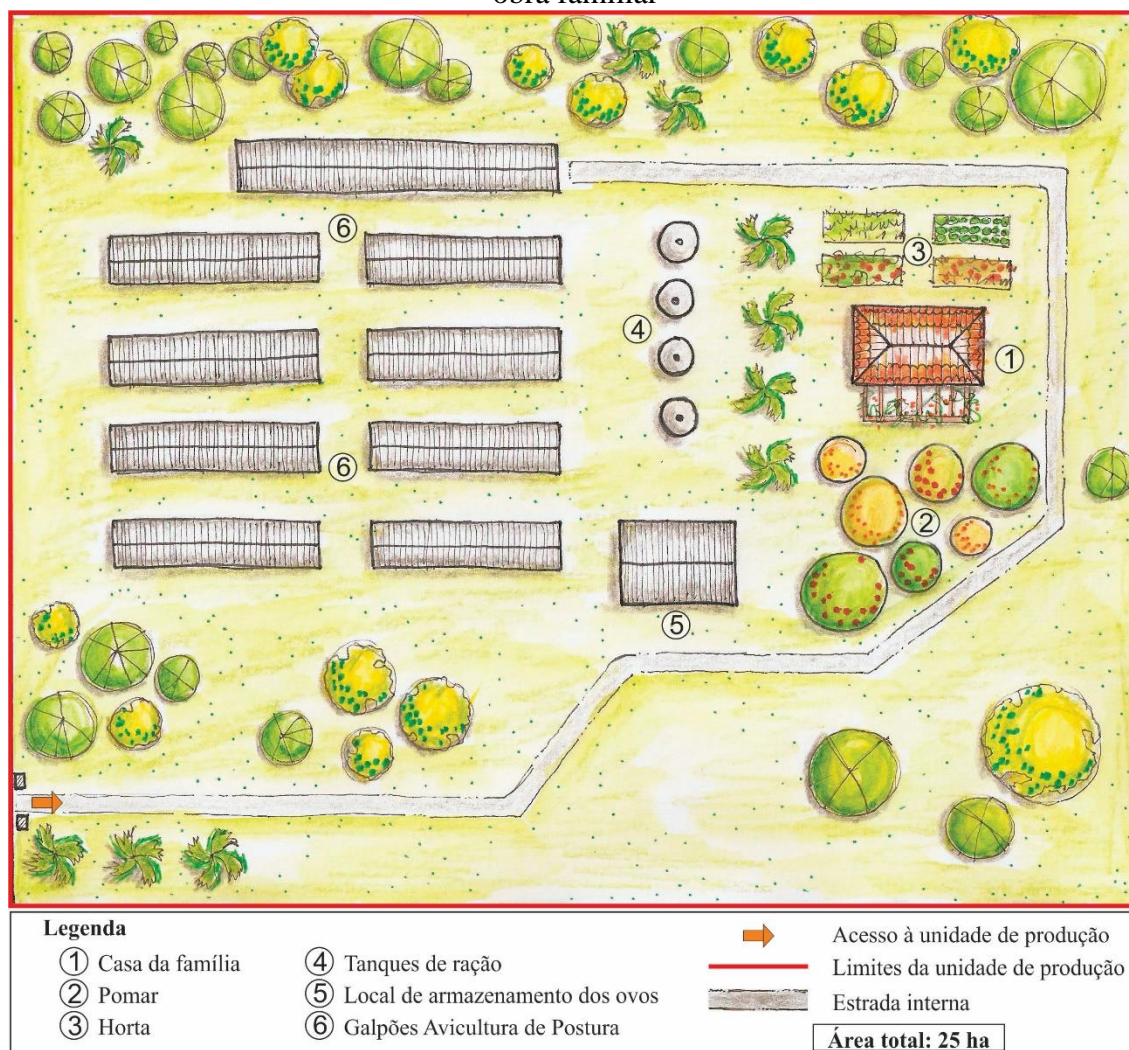 obra familiar
6
3
4
1
6
2
5
Legenda
1 Casa da família
2 Pomar
3 Horta
4 Tanques de ração
5 Local de armazenamento dos ovos
6 Galpões Avicultura de Postura
Acesso à unidade de produção
Limites da unidade de produção
Estrada interna
Área total: 25 ha